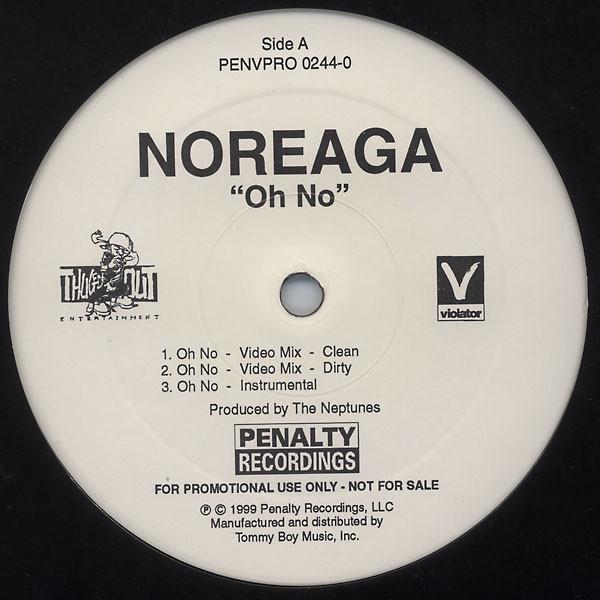 Side A
PENVPRO 0244-0
NOREAGA
“Oh No”
THUGGED OUT
ENTERTAINMENT
V
violator
1. Oh No - Video Mix - Clean
2. Oh No - Video Mix - Dirty
3. Oh No - Instrumental
Produced by The Neptunes
PENALTY
RECORDINGS
FOR PROMOTIONAL USE ONLY - NOT FOR SALE
℗ © 1999 Penalty Recordings, LLC
Manufactured and distributed by
Tommy Boy Music, Inc.